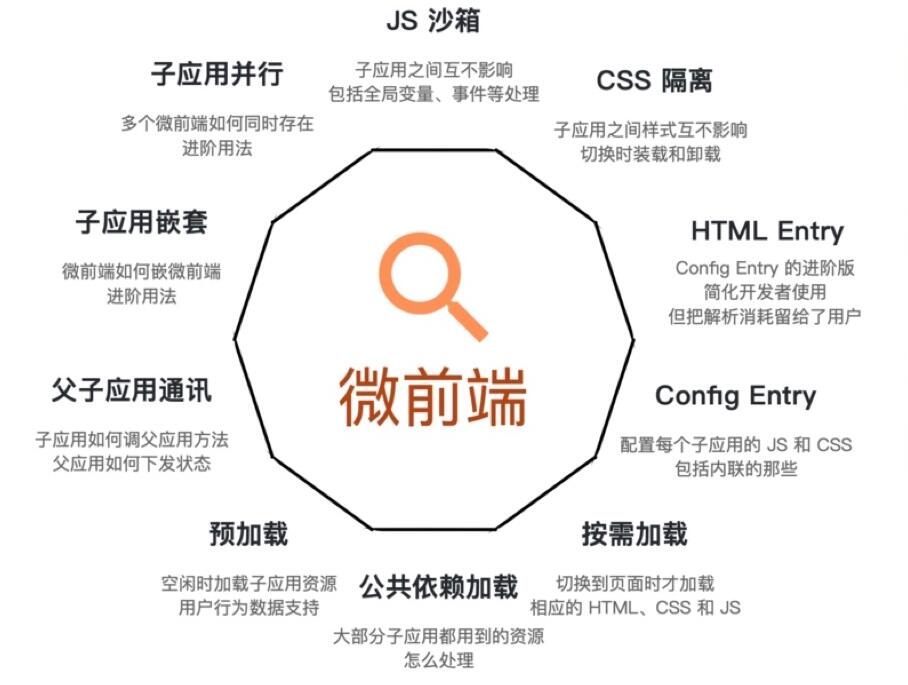 JS 沙箱
子应用之间互不影响
包括全局变量、事件等处理
CSS 隔离
子应用之间样式互不影响
切换时装载和卸载
HTML Entry
Config Entry 的进阶版
简化开发者使用
但把解析消耗留给了用户
Config Entry
配置每个子应用的 JS 和 CSS
包括内联的那些
按需加载
切换到页面时才加载
相应的 HTML、CSS 和 JS
公共依赖加载
大部分子应用都用到的资源
怎么处理
预加载
空闲时加载子应用资源
用户行为数据支持
父子应用通讯
子应用如何调父应用方法
父应用如何下发状态
子应用嵌套
微前端如何嵌微前端
进阶用法
子应用并行
多个微前端如何同时存在
进阶用法
微前端